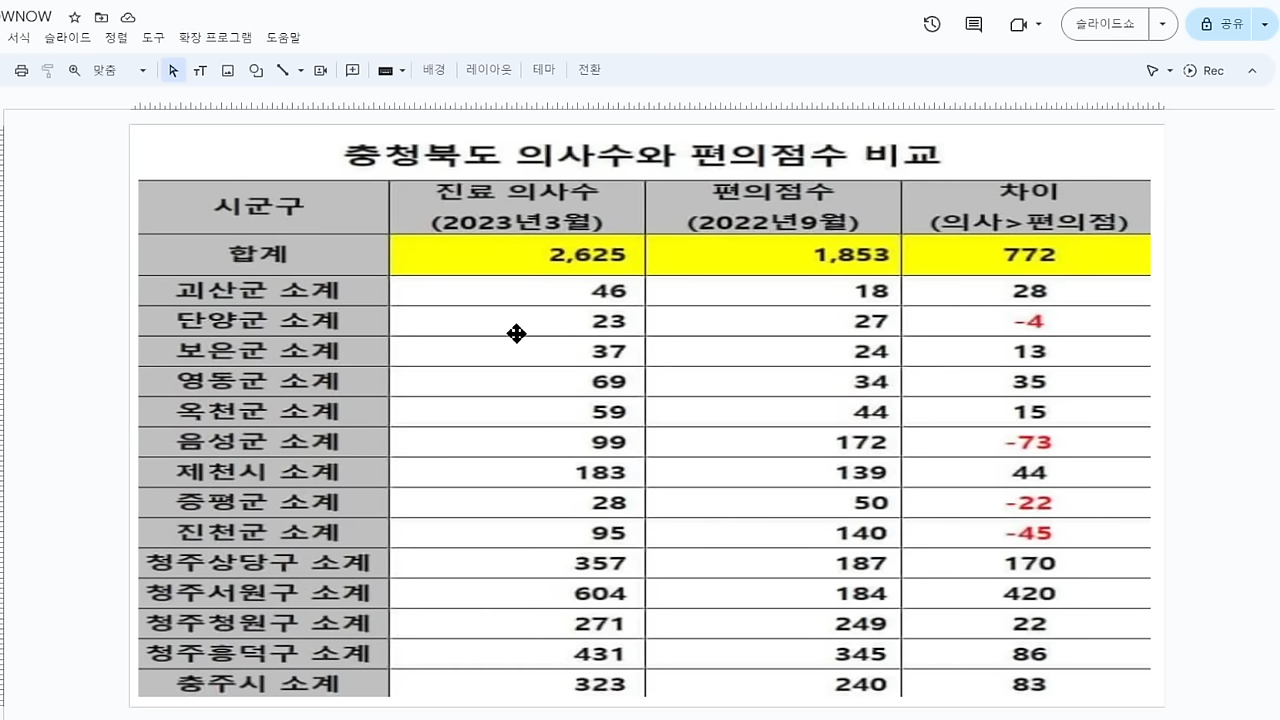 OWNOW
서식 슬라이드 정렬 도구 확장 프로그램 도움말
슬라이드쇼
공유
맞춤
배경 레이아웃 테마 전환
Rec
충청북도 의사수와 편의점수 비교
시군구 진료 의사수 (2023년3월) 편의점수 (2022년9월) 차이 (의사>편의점)
합계 2,625 1,853 772
괴산군 소계 46 18 28
단양군 소계 23 27 -4
보은군 소계 37 24 13
영동군 소계 69 34 35
옥천군 소계 59 44 15
음성군 소계 99 172 -73
제천시 소계 183 139 44
증평군 소계 28 50 -22
진천군 소계 95 140 -45
청주상당구 소계 357 187 170
청주서원구 소계 604 184 420
청주청원구 소계 271 249 22
청주흥덕구 소계 431 345 86
충주시 소계 323 240 83